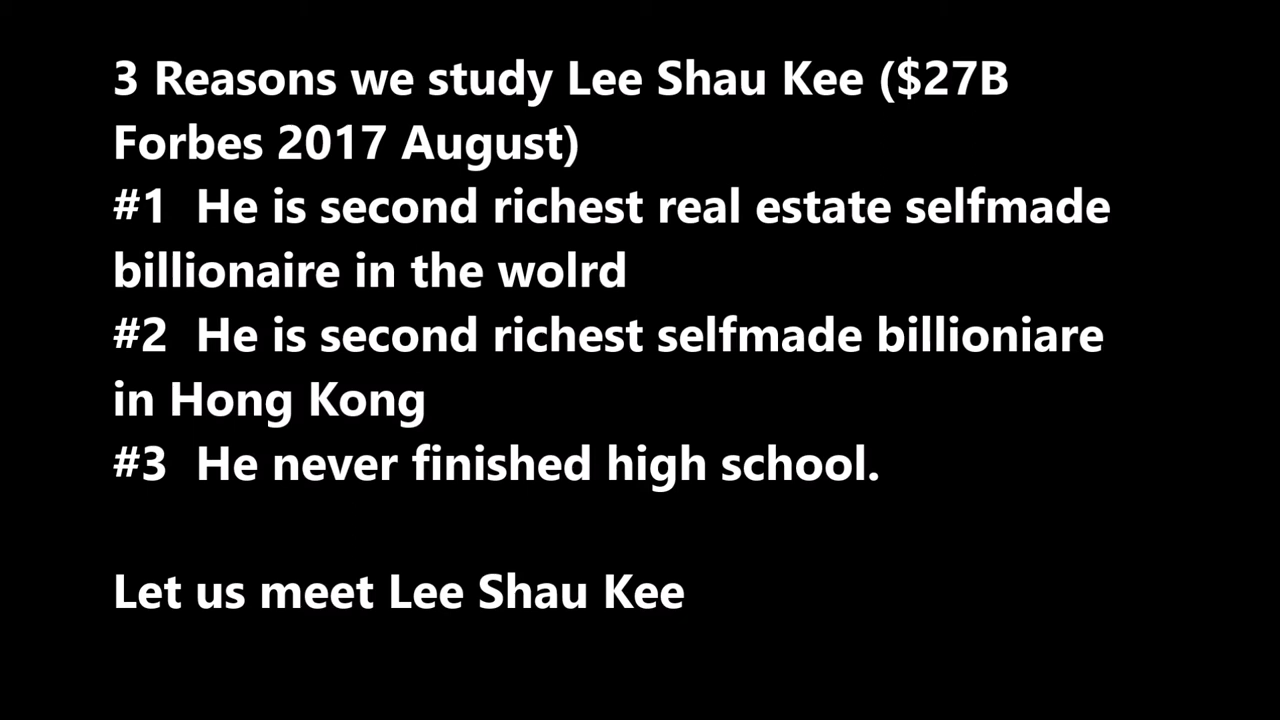 3 Reasons we study Lee Shau Kee ($27B
Forbes 2017 August)
#1  He is second richest real estate selfmade
billionaire in the wolrd
#2  He is second richest selfmade billioniare
in Hong Kong
#3  He never finished high school.
Let us meet Lee Shau Kee